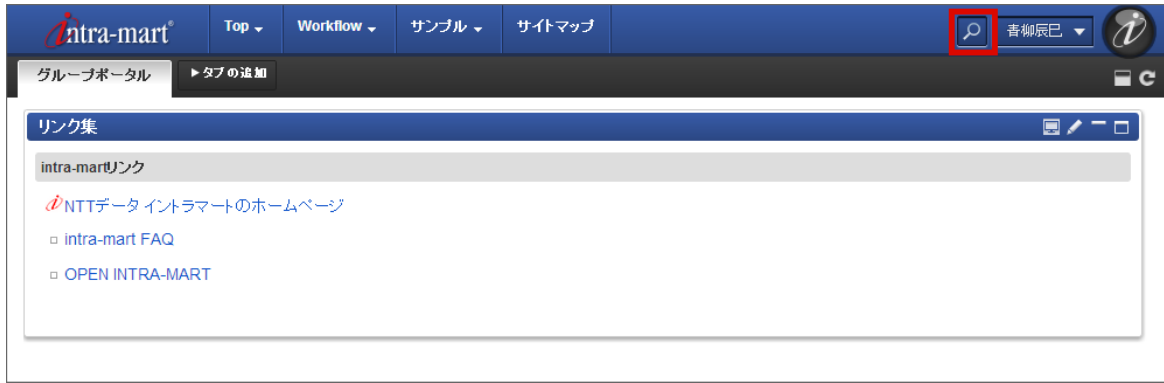 intra-mart® Top Workflow サンプル サイトマップ 青柳辰巳
グループポータル ▶タブの追加
リンク集
intra-martリンク
NTTデータ イントラマートのホームページ
intra-mart FAQ
OPEN INTRA-MART